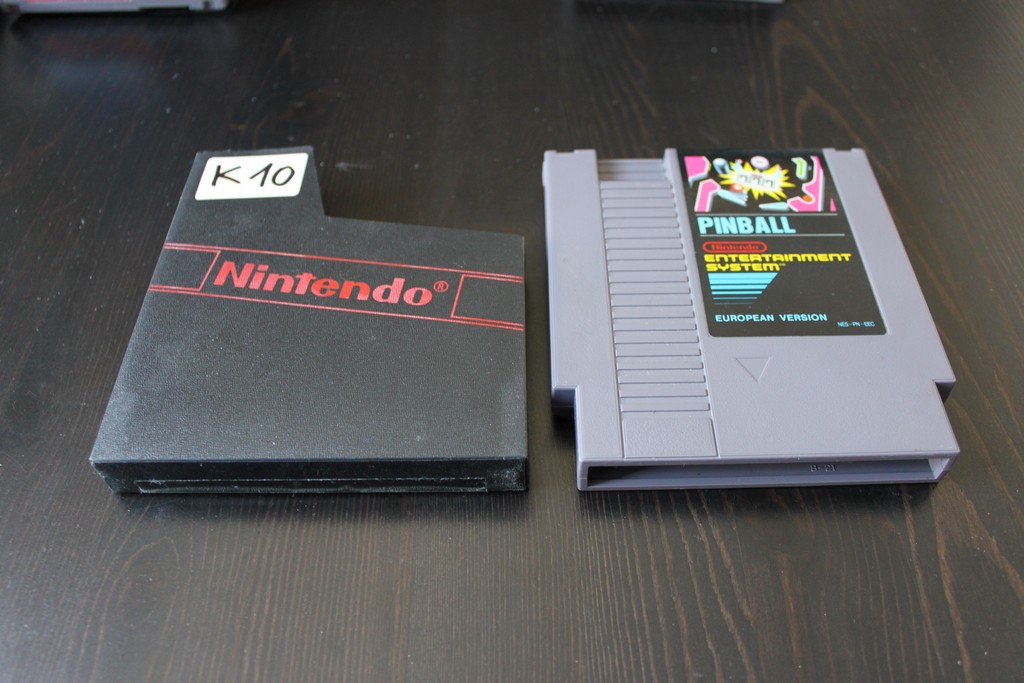 K10
Nintendo®
PINBALL
Nintendo
ENTERTAINMENT
SYSTEM™
EUROPEAN VERSION
NES-PN-EEC